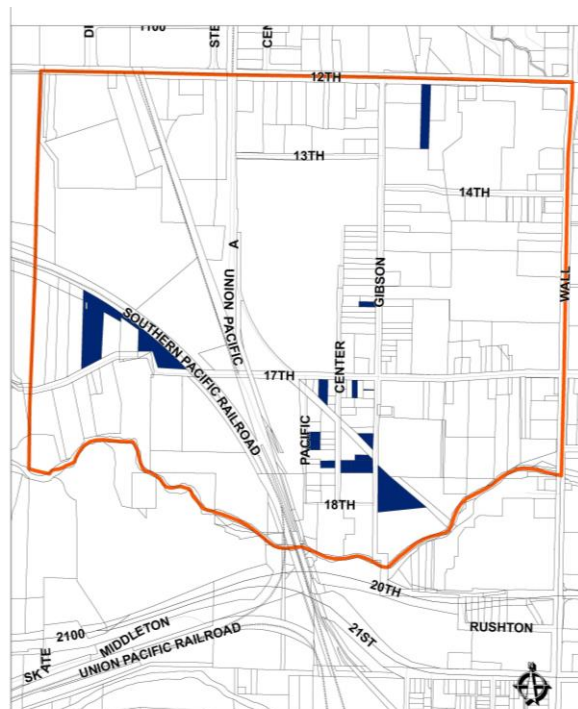 1100
12TH
13TH
14TH
A
UNION PACIFIC
GIBSON
WALL
SOUTHERN PACIFIC RAILROAD
17TH
CENTER
PACIFIC
18TH
20TH
21ST
RUSHTON
2100
MIDDLETON
UNION PACIFIC RAILROAD